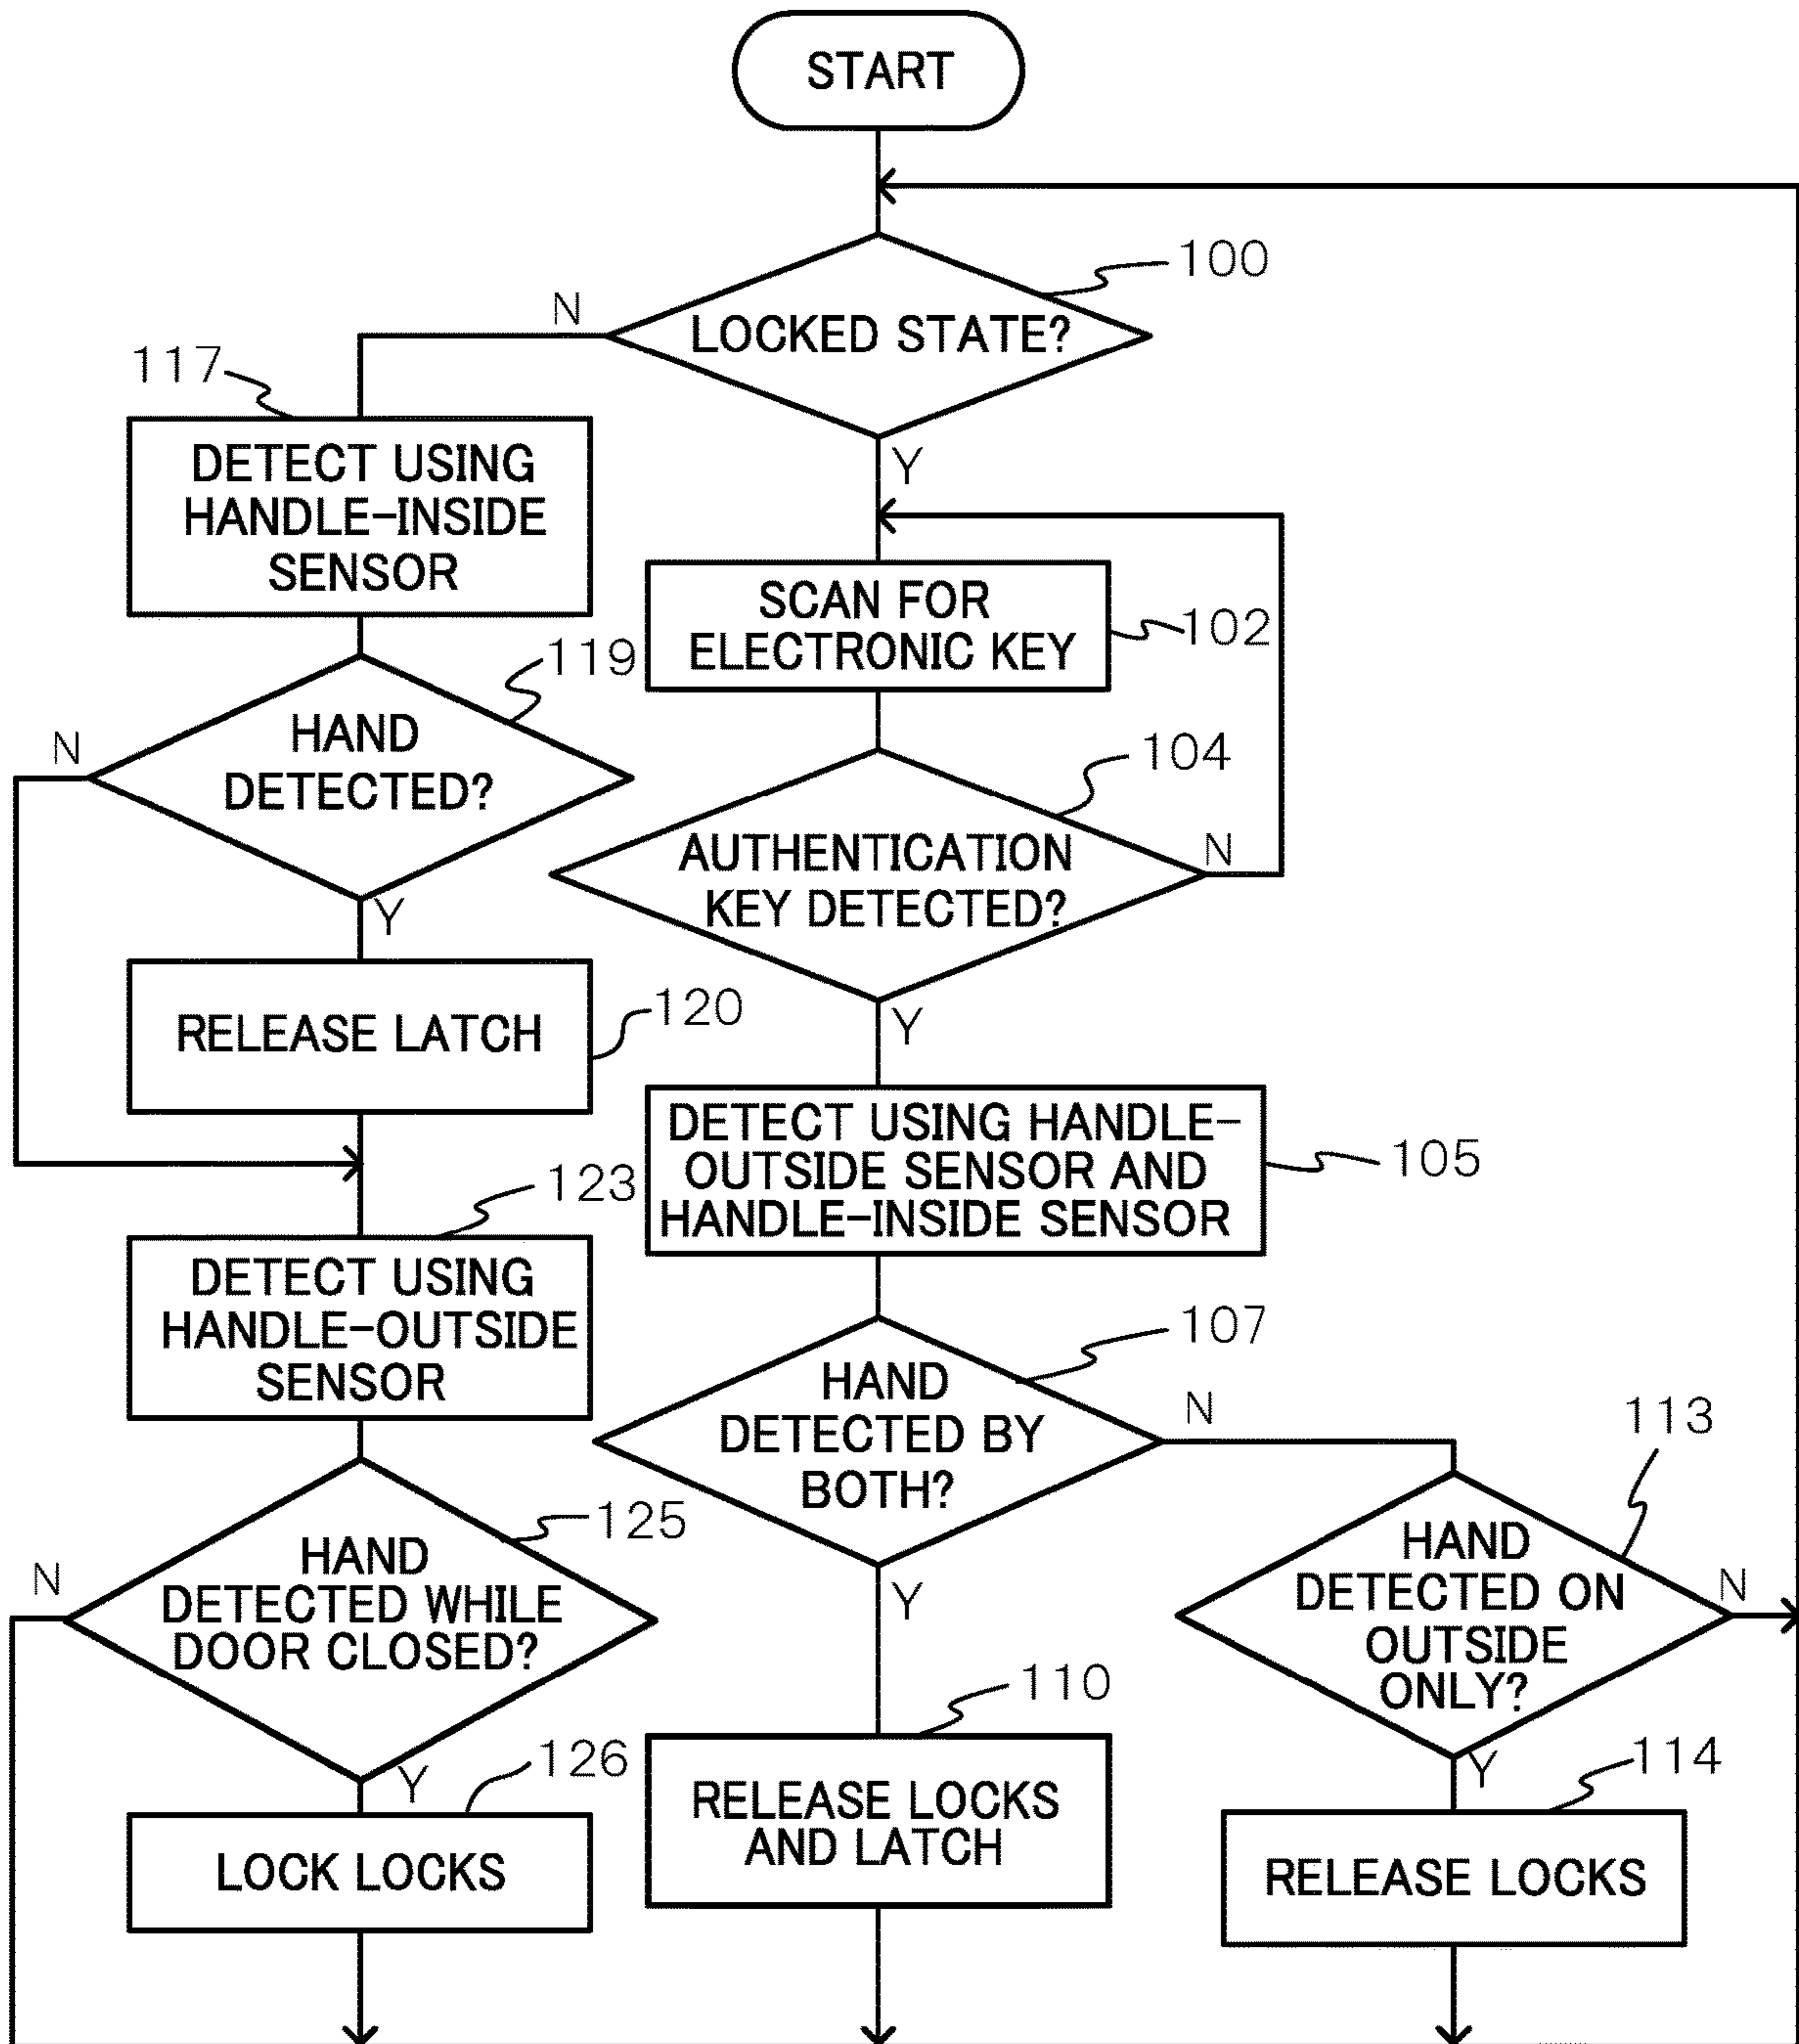 START
100
N
LOCKED STATE?
117
Y
DETECT USING
HANDLE-INSIDE
SENSOR
SCAN FOR
ELECTRONIC KEY
102
119
HAND
DETECTED?
N
Y
104
AUTHENTICATION
KEY DETECTED?
N
Y
RELEASE LATCH
120
DETECT USING HANDLE-
OUTSIDE SENSOR AND
HANDLE-INSIDE SENSOR
105
123
DETECT USING
HANDLE-OUTSIDE
SENSOR
107
HAND
DETECTED BY
BOTH?
N
Y
113
HAND
DETECTED ON
OUTSIDE
ONLY?
N
Y
125
HAND
DETECTED WHILE
DOOR CLOSED?
N
Y
126
LOCK LOCKS
110
RELEASE LOCKS
AND LATCH
114
RELEASE LOCKS